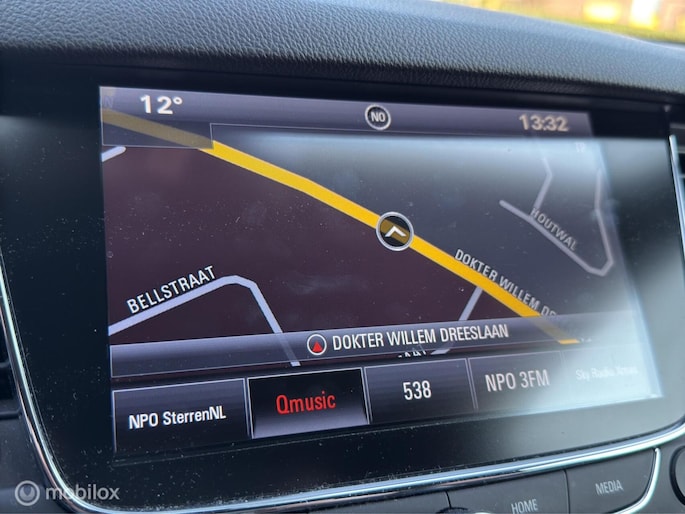 12° NO 13:32
HOUTWAL
DOKTER WILLEM DRE
BELLSTRAAT
DOKTER WILLEM DREESLAAN
NPO SterrenNL Qmusic 538 NPO 3FM Sky Radio
HOME MEDIA
mobilox